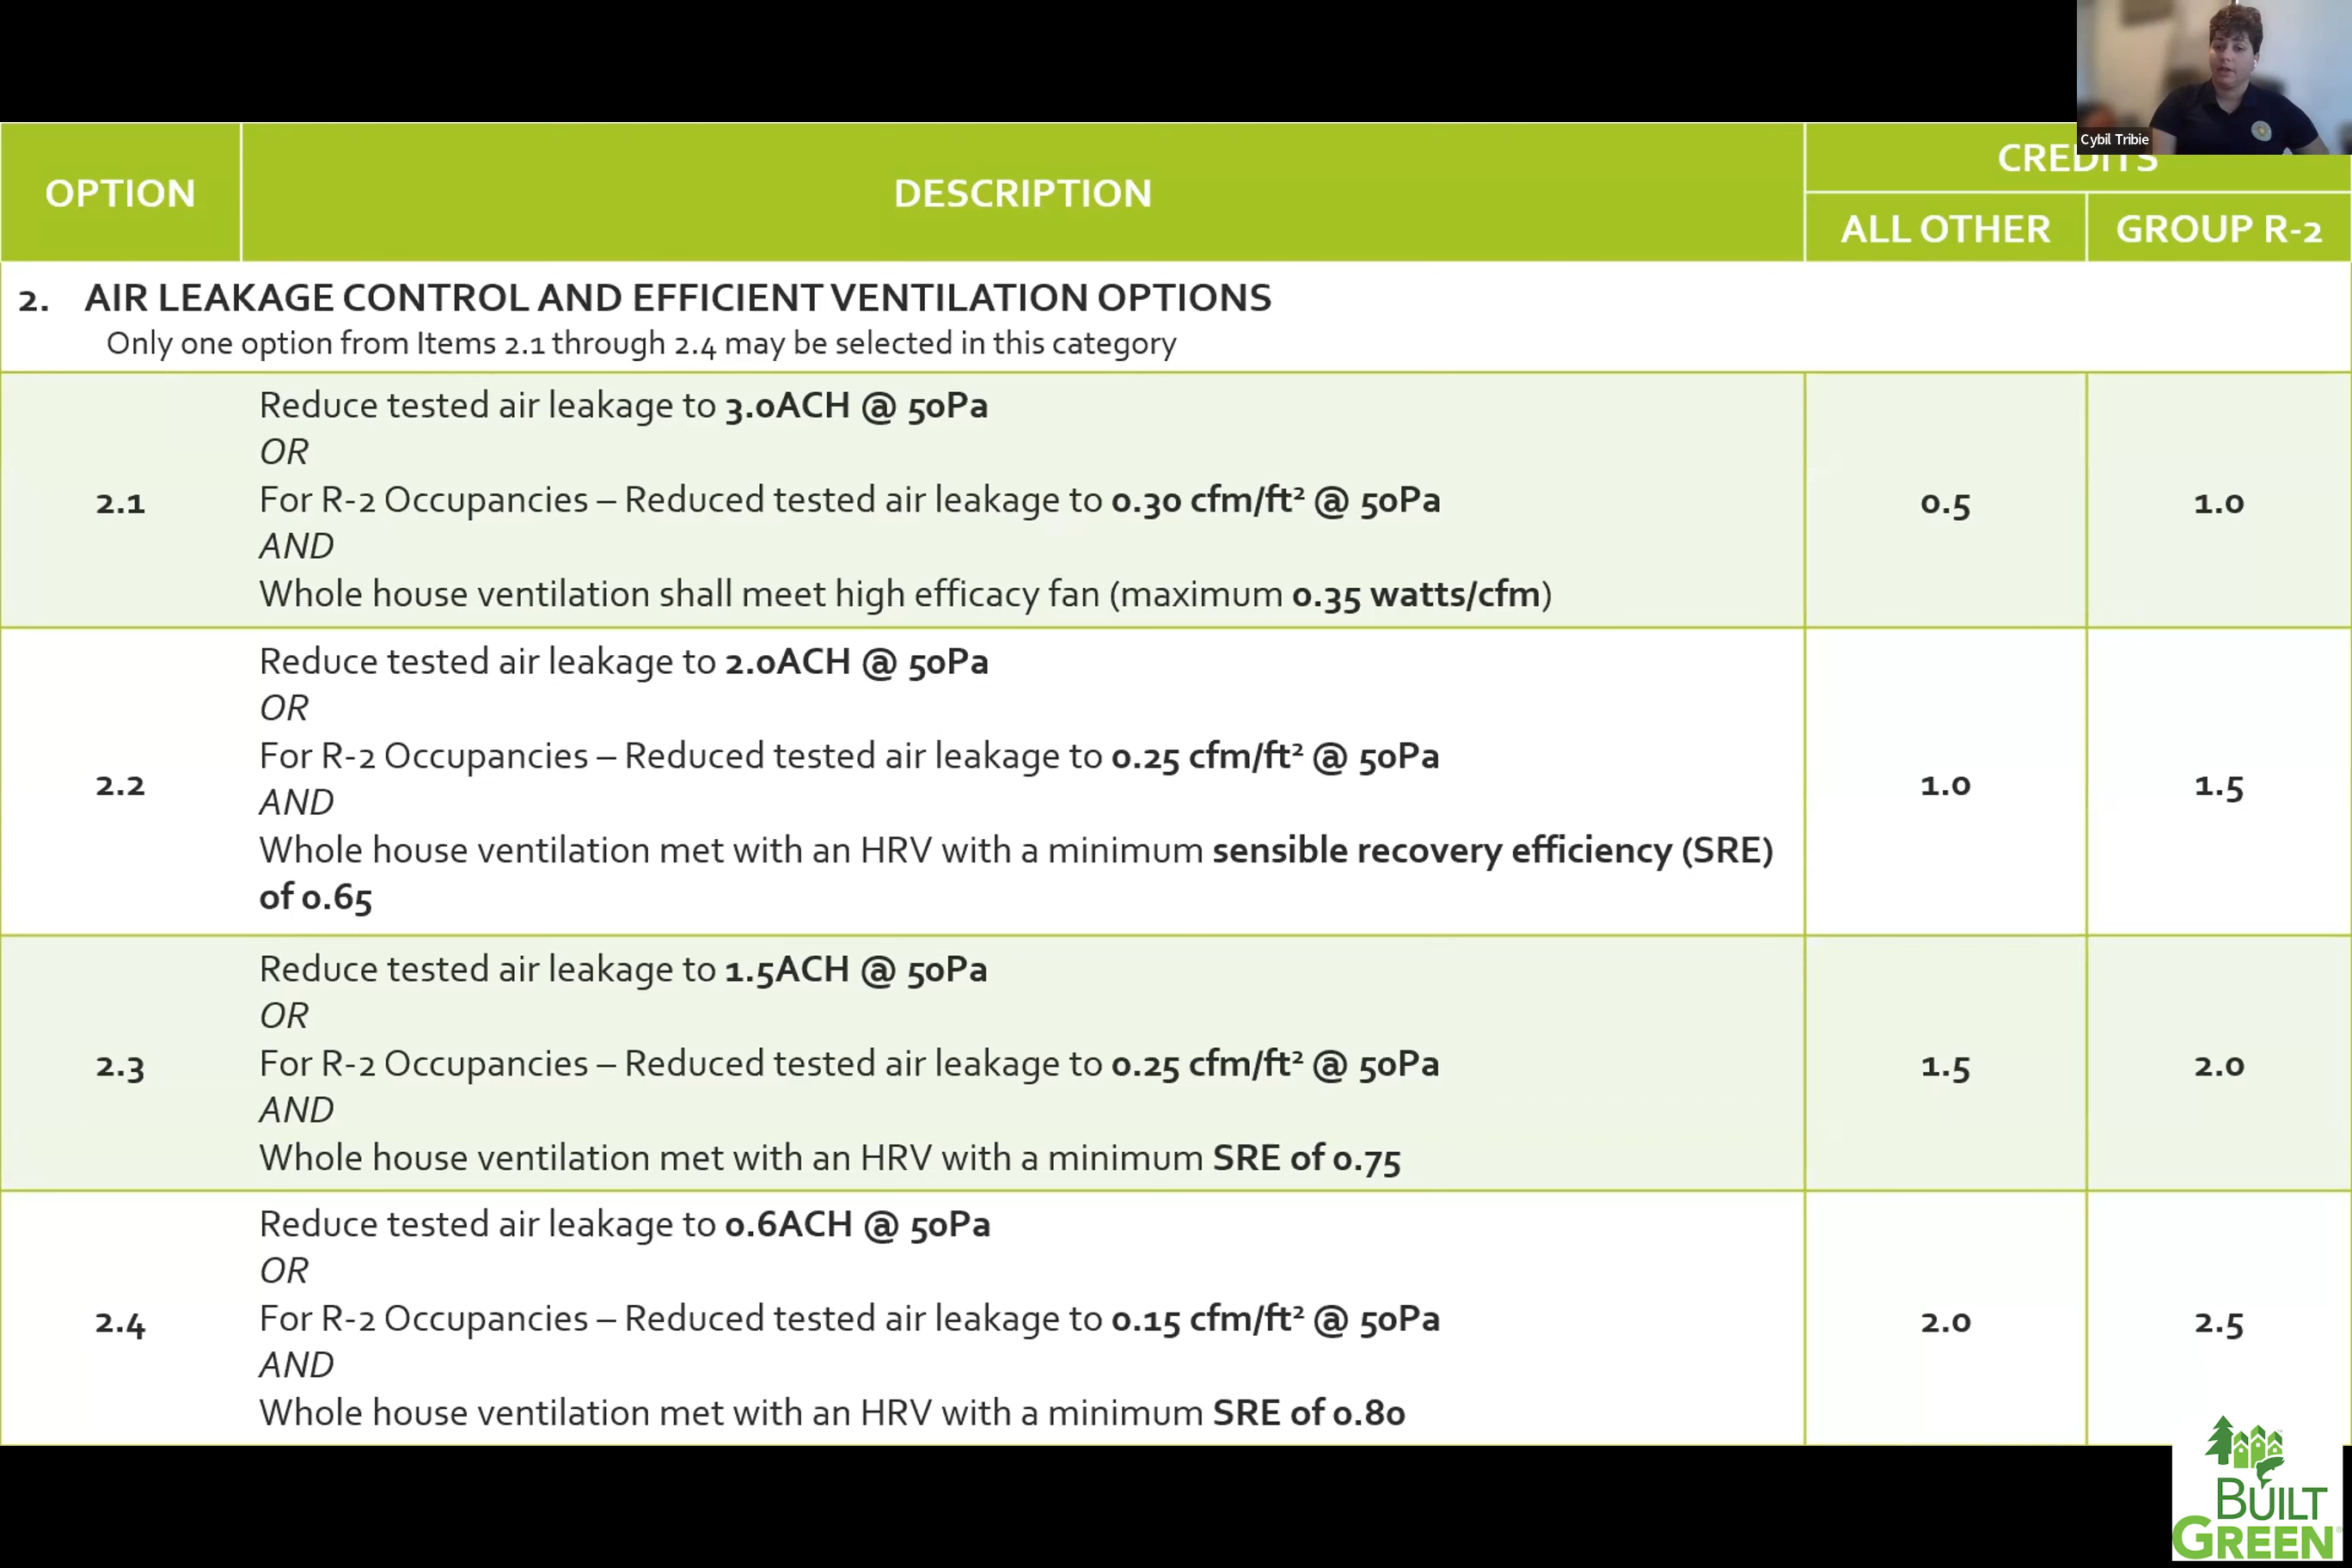 Cybil Tribie
OPTION
DESCRIPTION
CREDITS
ALL OTHER
GROUP R-2
2. AIR LEAKAGE CONTROL AND EFFICIENT VENTILATION OPTIONS
Only one option from Items 2.1 through 2.4 may be selected in this category
2.1
Reduce tested air leakage to 3.0ACH @ 50Pa
OR
For R-2 Occupancies – Reduced tested air leakage to 0.30 cfm/ft² @ 50Pa
AND
Whole house ventilation shall meet high efficacy fan (maximum 0.35 watts/cfm)
0.5
1.0
2.2
Reduce tested air leakage to 2.0ACH @ 50Pa
OR
For R-2 Occupancies – Reduced tested air leakage to 0.25 cfm/ft² @ 50Pa
AND
Whole house ventilation met with an HRV with a minimum sensible recovery efficiency (SRE)
of 0.65
1.0
1.5
2.3
Reduce tested air leakage to 1.5ACH @ 50Pa
OR
For R-2 Occupancies – Reduced tested air leakage to 0.25 cfm/ft² @ 50Pa
AND
Whole house ventilation met with an HRV with a minimum SRE of 0.75
1.5
2.0
2.4
Reduce tested air leakage to 0.6ACH @ 50Pa
OR
For R-2 Occupancies – Reduced tested air leakage to 0.15 cfm/ft² @ 50Pa
AND
Whole house ventilation met with an HRV with a minimum SRE of 0.80
2.0
2.5
BUILT
GREEN®